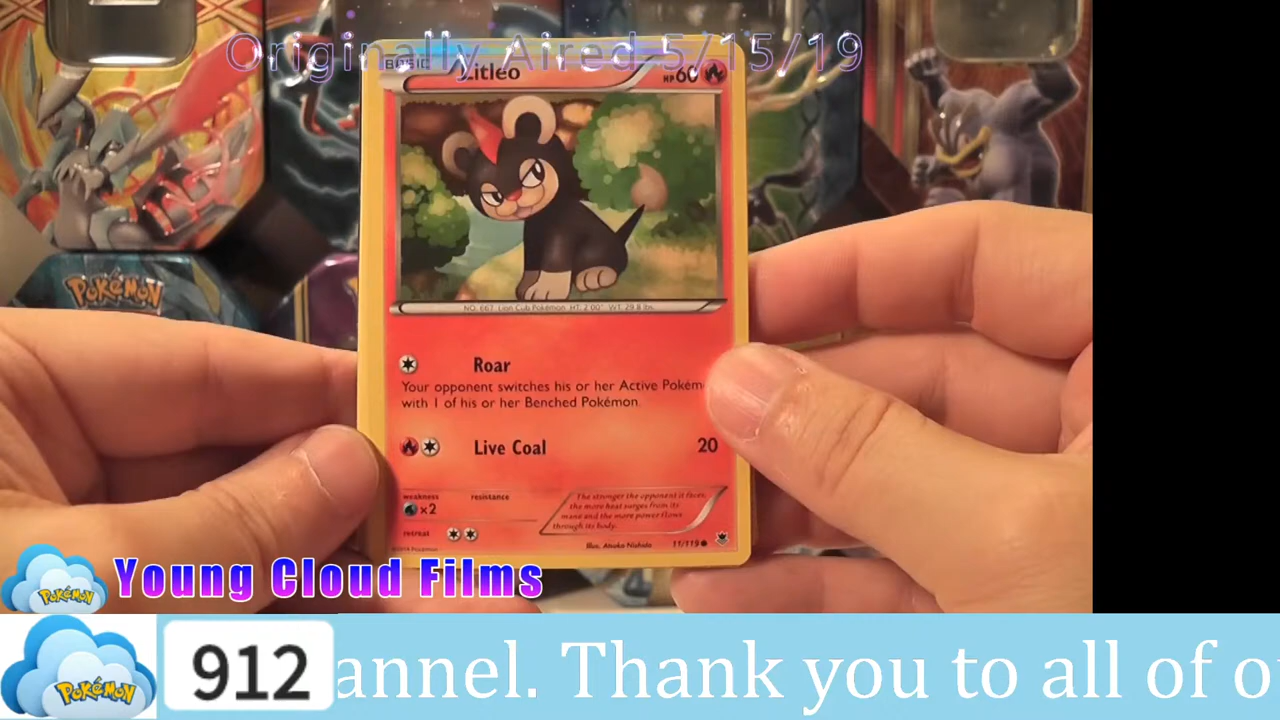 Originally Aired 5/15/19
BASIC
Litleo
HP60
NO. 667 Lion Cub Pokémon HT: 2'00" WT: 29.8 lbs.
Roar
Your opponent switches his or her Active Pokém
with 1 of his or her Benched Pokémon.
Live Coal 20
weakness resistance
×2
The stronger the opponent it faces,
the more heat surges from its
mane and the more power flows
through its body.
retreat
Illus. Atsuko Nishida 11/119
©2014 Pokémon
POKÉMON
POKÉMON
Young Cloud Films
POKÉMON
912
annel. Thank you to all of o